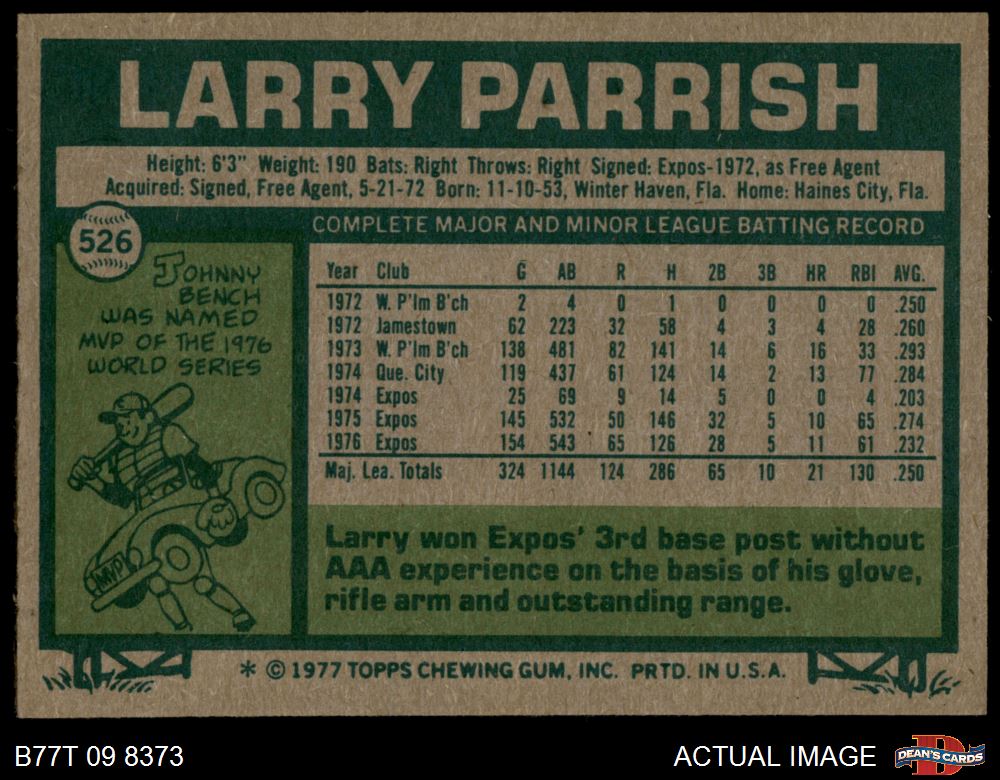 LARRY PARRISH
Height: 6'3" Weight: 190 Bats: Right Throws: Right Signed: Expos-1972, as Free Agent
Acquired: Signed, Free Agent, 5-21-72 Born: 11-10-53, Winter Haven, Fla. Home: Haines City, Fla.
526
JOHNNY
BENCH
WAS NAMED
MVP OF THE 1976
WORLD SERIES
MVP
COMPLETE MAJOR AND MINOR LEAGUE BATTING RECORD
Year Club G AB R H 2B 3B HR RBI AVG.
1972 W. P'lm B'ch 2 4 0 1 0 0 0 0 .250
1972 Jamestown 62 223 32 58 4 3 4 28 .260
1973 W. P'lm B'ch 138 481 82 141 14 6 16 33 .293
1974 Que. City 119 437 61 124 14 2 13 77 .284
1974 Expos 25 69 9 14 5 0 0 4 .203
1975 Expos 145 532 50 146 32 5 10 65 .274
1976 Expos 154 543 65 126 28 5 11 61 .232
Maj. Lea. Totals 324 1144 124 286 65 10 21 130 .250
Larry won Expos' 3rd base post without
AAA experience on the basis of his glove,
rifle arm and outstanding range.
* © 1977 TOPPS CHEWING GUM, INC. PRTD. IN U.S.A.
B77T 09 8373
ACTUAL IMAGE
D
DEAN'S CARDS